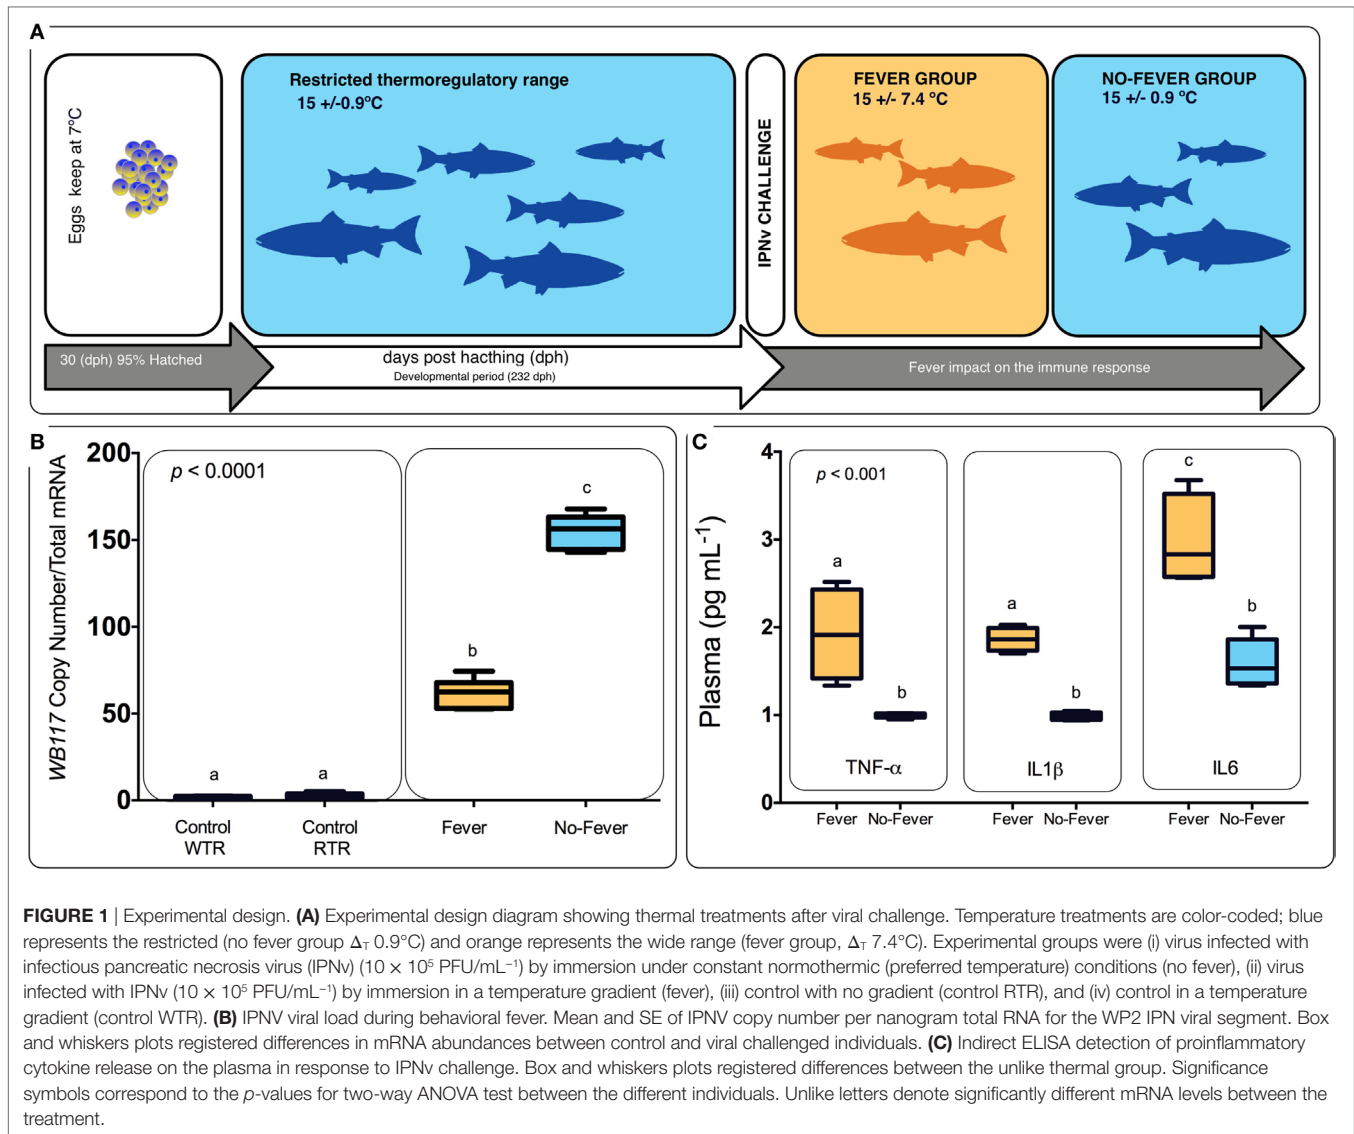 A
Eggs keep at 7ºC
Restricted thermoregulatory range
15 +/-0.9ºC
IPNv CHALLENGE
FEVER GROUP
15 +/- 7.4 ºC
NO-FEVER GROUP
15 +/- 0.9 ºC
30 (dph) 95% Hatched
days post hacthing (dph)
Developmental period (232 dph)
Fever impact on the immune response
B
WB117 Copy Number/Total mRNA
200
150
100
50
0
p < 0.0001
a
a
b
c
Control
WTR
Control
RTR
Fever
No-Fever
C
Plasma (pg mL-1)
4
3
2
1
0
p < 0.001
a
b
TNF-α
a
b
IL1β
c
b
IL6
Fever No-Fever
Fever No-Fever
Fever No-Fever
FIGURE 1 | Experimental design. (A) Experimental design diagram showing thermal treatments after viral challenge. Temperature treatments are color-coded; blue
represents the restricted (no fever group ΔT 0.9°C) and orange represents the wide range (fever group, ΔT 7.4°C). Experimental groups were (i) virus infected with
infectious pancreatic necrosis virus (IPNv) (10 × 10⁵ PFU/mL⁻¹) by immersion under constant normothermic (preferred temperature) conditions (no fever), (ii) virus
infected with IPNv (10 × 10⁵ PFU/mL⁻¹) by immersion in a temperature gradient (fever), (iii) control with no gradient (control RTR), and (iv) control in a temperature
gradient (control WTR). (B) IPNV viral load during behavioral fever. Mean and SE of IPNV copy number per nanogram total RNA for the WP2 IPN viral segment. Box
and whiskers plots registered differences in mRNA abundances between control and viral challenged individuals. (C) Indirect ELISA detection of proinflammatory
cytokine release on the plasma in response to IPNv challenge. Box and whiskers plots registered differences between the unlike thermal group. Significance
symbols correspond to the p-values for two-way ANOVA test between the different individuals. Unlike letters denote significantly different mRNA levels between the
treatment.